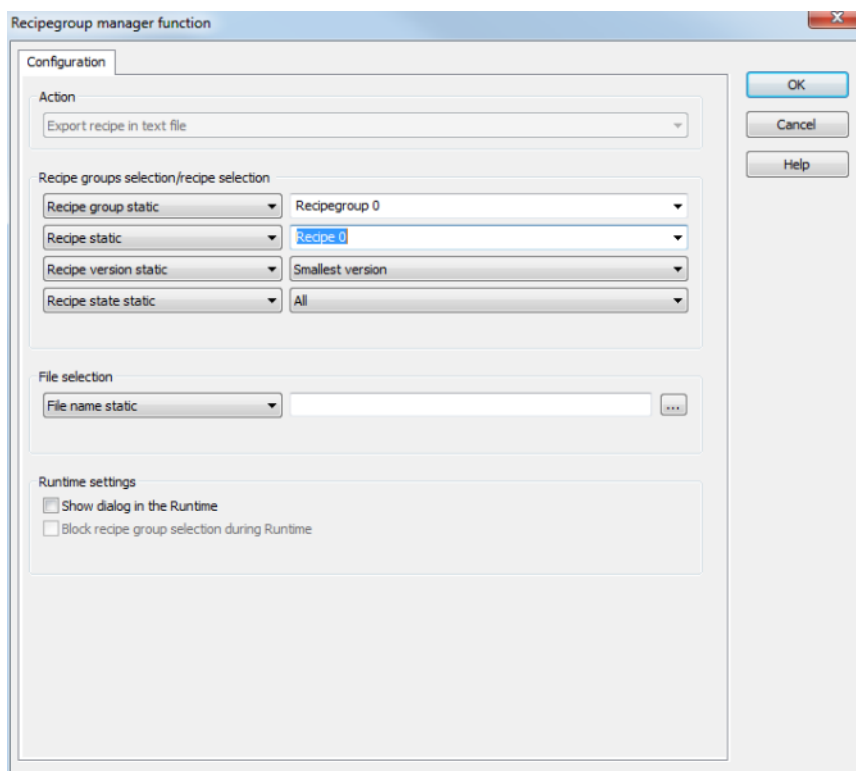 Recipegroup manager function
Configuration
OK
Cancel
Help
Action
Export recipe in text file
Recipe groups selection/recipe selection
Recipe group static Recipegroup 0
Recipe static Recipe 0
Recipe version static Smallest version
Recipe state static All
File selection
File name static ...
Runtime settings
Show dialog in the Runtime
Block recipe group selection during Runtime